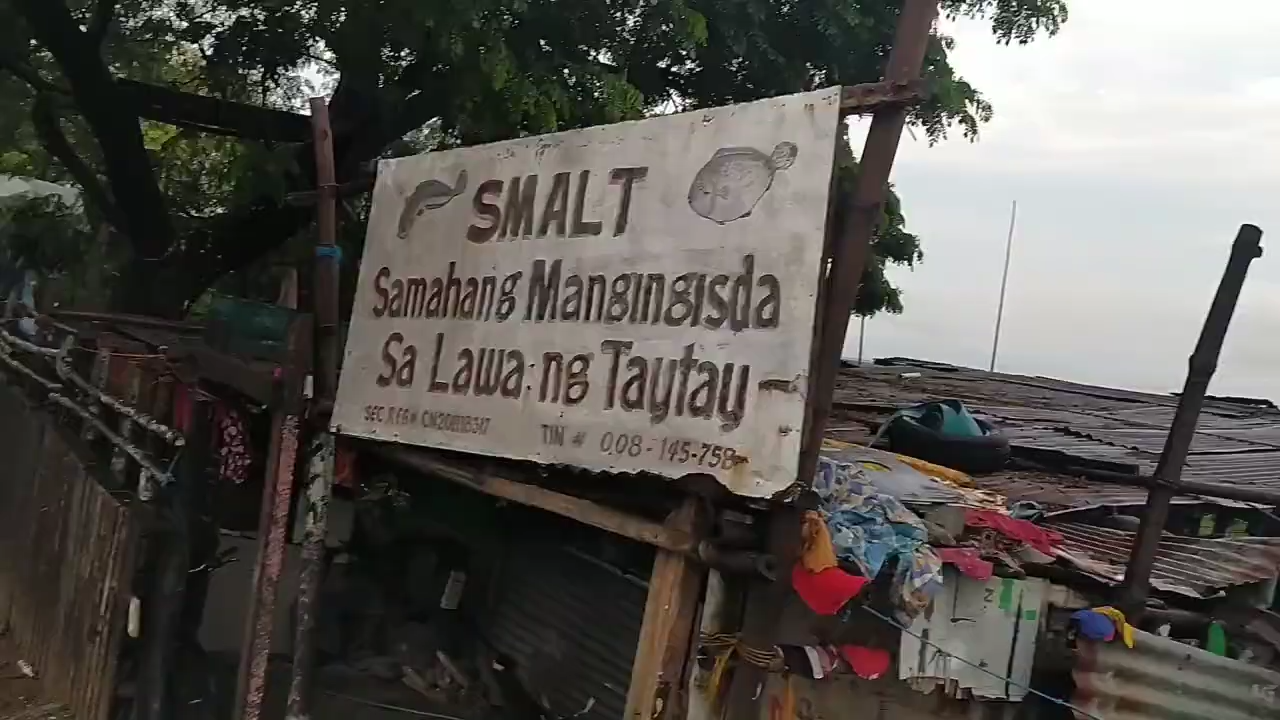 SMALT
Samahang Mangingisda
Sa Lawa ng Taytay
TIN # 008-145-758